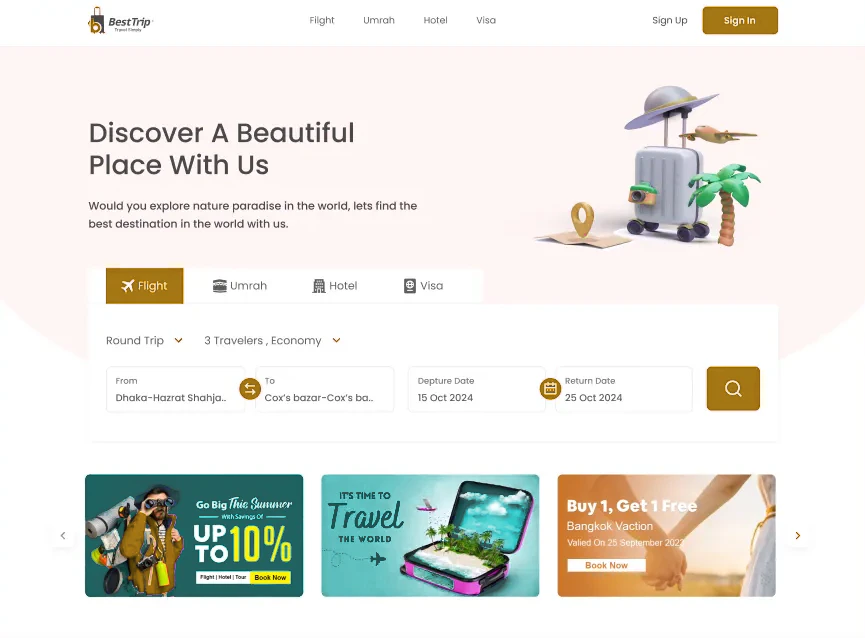 BestTrip
Travel Simply
Flight
Umrah
Hotel
Visa
Sign Up
Sign In
Discover A Beautiful
Place With Us
Would you explore nature paradise in the world, lets find the
best destination in the world with us.
Flight
Umrah
Hotel
Visa
Round Trip
3 Travelers , Economy
From
Dhaka-Hazrat Shahja..
To
Cox's bazar-Cox's ba..
Depture Date
15 Oct 2024
Return Date
25 Oct 2024
Go Big This Summer
With Savings Of
UP TO 10%
Flight | Hotel | Tour
Book Now
IT'S TIME TO
Travel
THE WORLD
Buy 1, Get 1 Free
Bangkok Vaction
Valied On 25 September 2023
Book Now